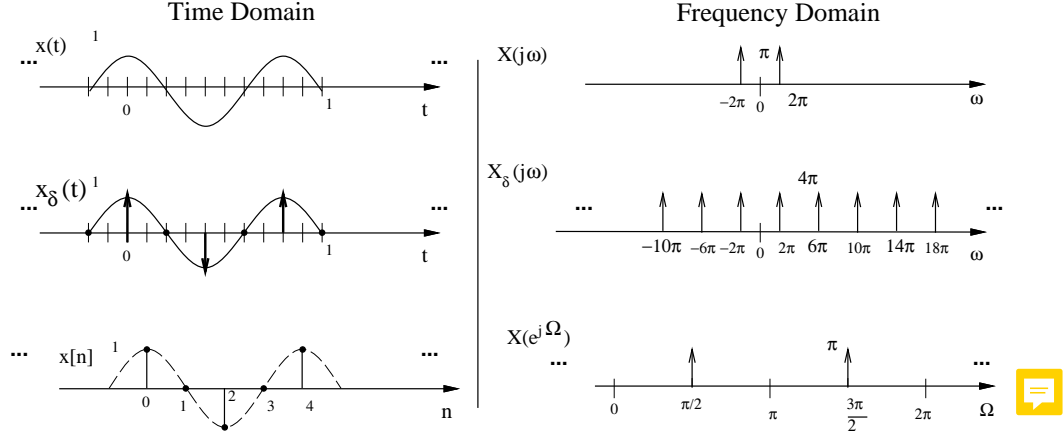 Time Domain
Frequency Domain
x(t) 1
...
...
0
1
t
X(jω)
π
−2π
0
2π
ω
x_δ(t) 1
...
...
0
1
t
X_δ(jω)
4π
...
...
−10π −6π −2π 0 2π 6π 10π 14π 18π
ω
x[n]
1
...
...
0 1 2 3 4
n
X(e^{jΩ})
π
...
...
0 π/2 π 3π/2 2π
Ω